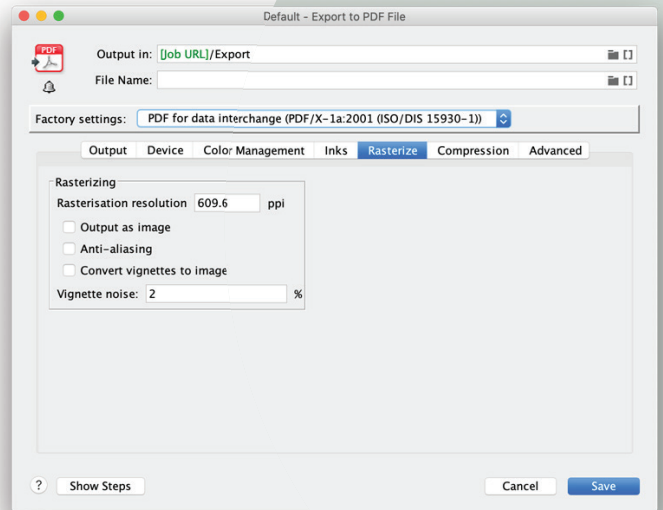 Default - Export to PDF File
PDF
Output in: [Job URL]/Export
File Name:
Factory settings: PDF for data interchange (PDF/X-1a:2001 (ISO/DIS 15930-1))
Output Device Color Management Inks Rasterize Compression Advanced
Rasterizing
Rasterisation resolution 609.6 ppi
Output as image
Anti-aliasing
Convert vignettes to image
Vignette noise: 2 %
? Show Steps Cancel Save